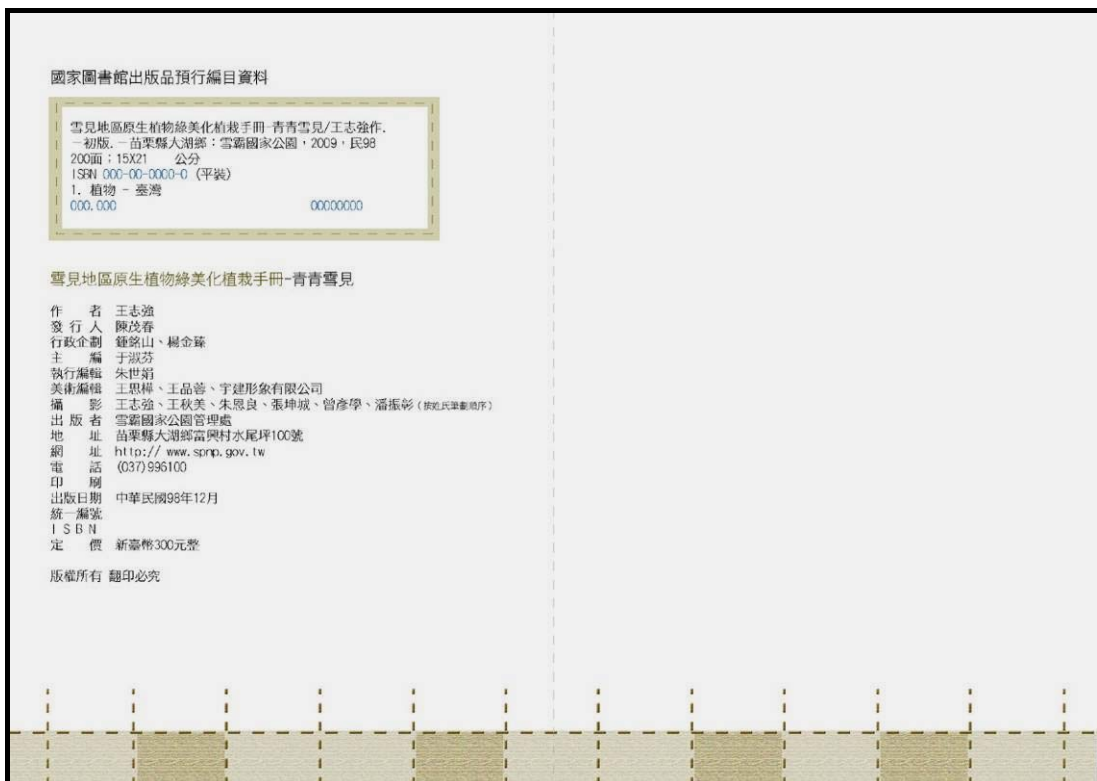 國家圖書館出版品預行編目資料
雪見地區原生植物綠美化植栽手冊-青青雪見/王志強作.
－初版.－苗栗縣大湖鄉：雪霸國家公園，2009，民98
200面；15X21 公分
ISBN 000-00-0000-0 (平裝)
1. 植物 - 臺灣
000.000 00000000
雪見地區原生植物綠美化植栽手冊-青青雪見
作 者 王志強
發 行 人 陳茂春
行政企劃 鍾銘山、楊金臻
主 編 于淑芬
執行編輯 朱世娟
美術編輯 王思樺、王品蓉、宇建形象有限公司
攝 影 王志強、王秋美、朱恩良、張坤城、曾彥學、潘振彰（按姓氏筆劃順序）
出 版 者 雪霸國家公園管理處
地 址 苗栗縣大湖鄉富興村水尾坪100號
網 址 http:// www.spnp.gov.tw
電 話 (037)996100
印 刷
出版日期 中華民國98年12月
統一編號
I S B N
定 價 新臺幣300元整
版權所有 翻印必究